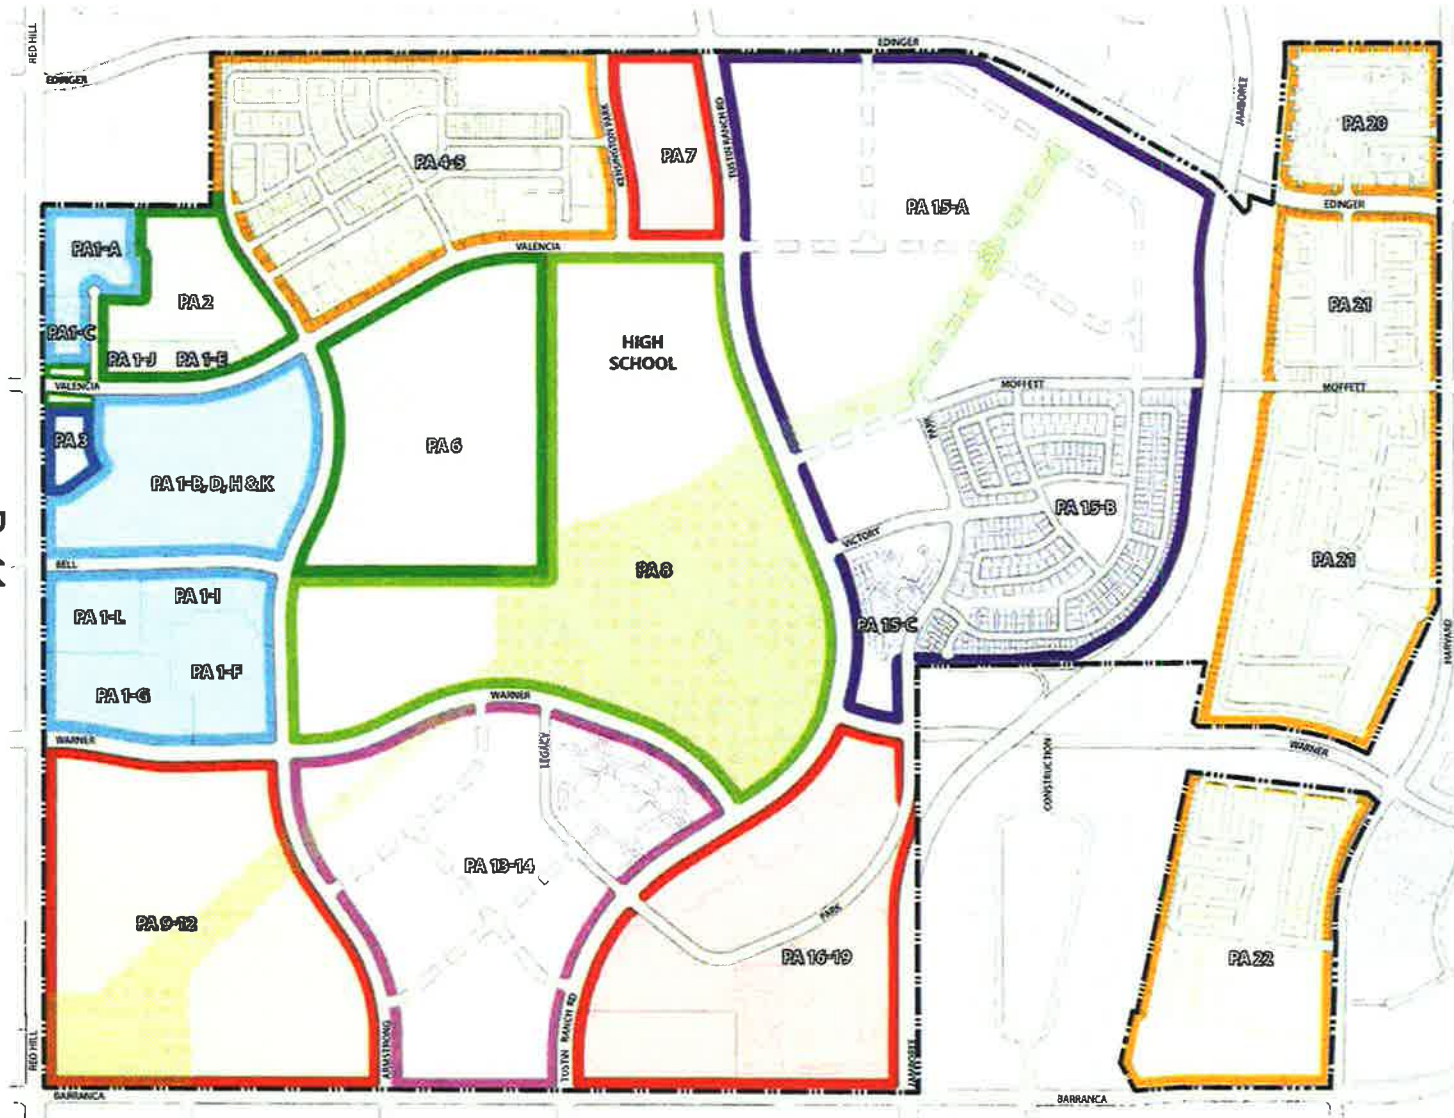 RED HILL
EDINGER
EDINGER
JAMBOREE
PA 20
KENSINGTON PARK
PA 7
TUSTIN RANCH RD
PA 4-5
EDINGER
PA 15-A
PA1-A
VALENCIA
PA 2
PA 21
PA1-C
HIGH
SCHOOL
PA 1-J
PA 1-E
VALENCIA
MOFFETT
MOFFETT
PARK
PA 3
PA 6
PA 1-B, D, H & K
PA 15-B
VICTORY
BELL
PA 8
PA 21
PA 1-I
PA 1-L
PA 15-C
HARVARD
PA 1-F
PA 1-G
WARNER
WARNER
LEGACY
WARNER
CONSTRUCTION
PA 13-14
PARK
PA 9-12
PA 16-19
PA 22
RED HILL
ARMSTRONG
TUSTIN RANCH RD
JAMBOREE
BARRANCA
BARRANCA